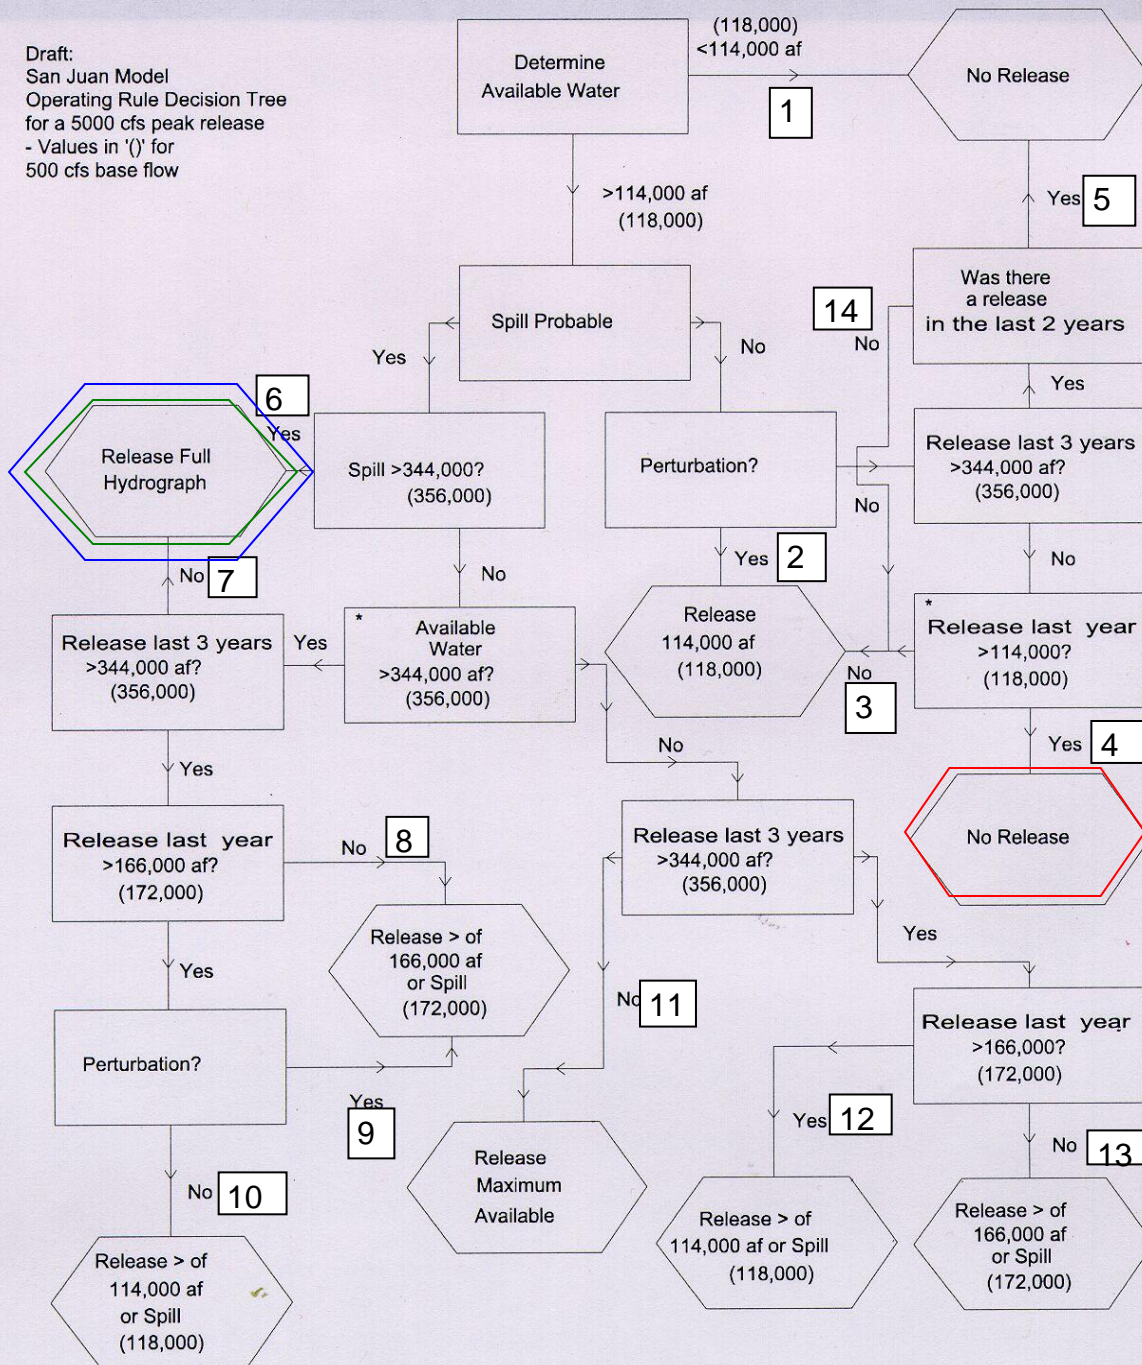 Draft:
San Juan Model
Operating Rule Decision Tree
for a 5000 cfs peak release
- Values in '()' for
500 cfs base flow
Determine
Available Water
(118,000)
<114,000 af
1
No Release
>114,000 af
(118,000)
Yes
5
Spill Probable
Yes
No
14
No
Was there
a release
in the last 2 years
Yes
6
Yes
Release Full
Hydrograph
Spill >344,000?
(356,000)
Perturbation?
Release last 3 years
>344,000 af?
(356,000)
No
No
7
No
Yes
2
No
Release last 3 years
>344,000 af?
(356,000)
Yes
*
Available
Water
>344,000 af?
(356,000)
Release
114,000 af
(118,000)
No
3
*
Release last year
>114,000?
(118,000)
Yes
No
Yes
4
Release last year
>166,000 af?
(172,000)
No
8
Release last 3 years
>344,000 af?
(356,000)
No Release
Yes
Release > of
166,000 af
or Spill
(172,000)
Yes
No
11
Perturbation?
Yes
9
Release last year
>166,000?
(172,000)
Yes
12
No
13
No
10
Release
Maximum
Available
Release > of
114,000 af or Spill
(118,000)
Release > of
166,000 af
or Spill
(172,000)
Release > of
114,000 af
or Spill
(118,000)